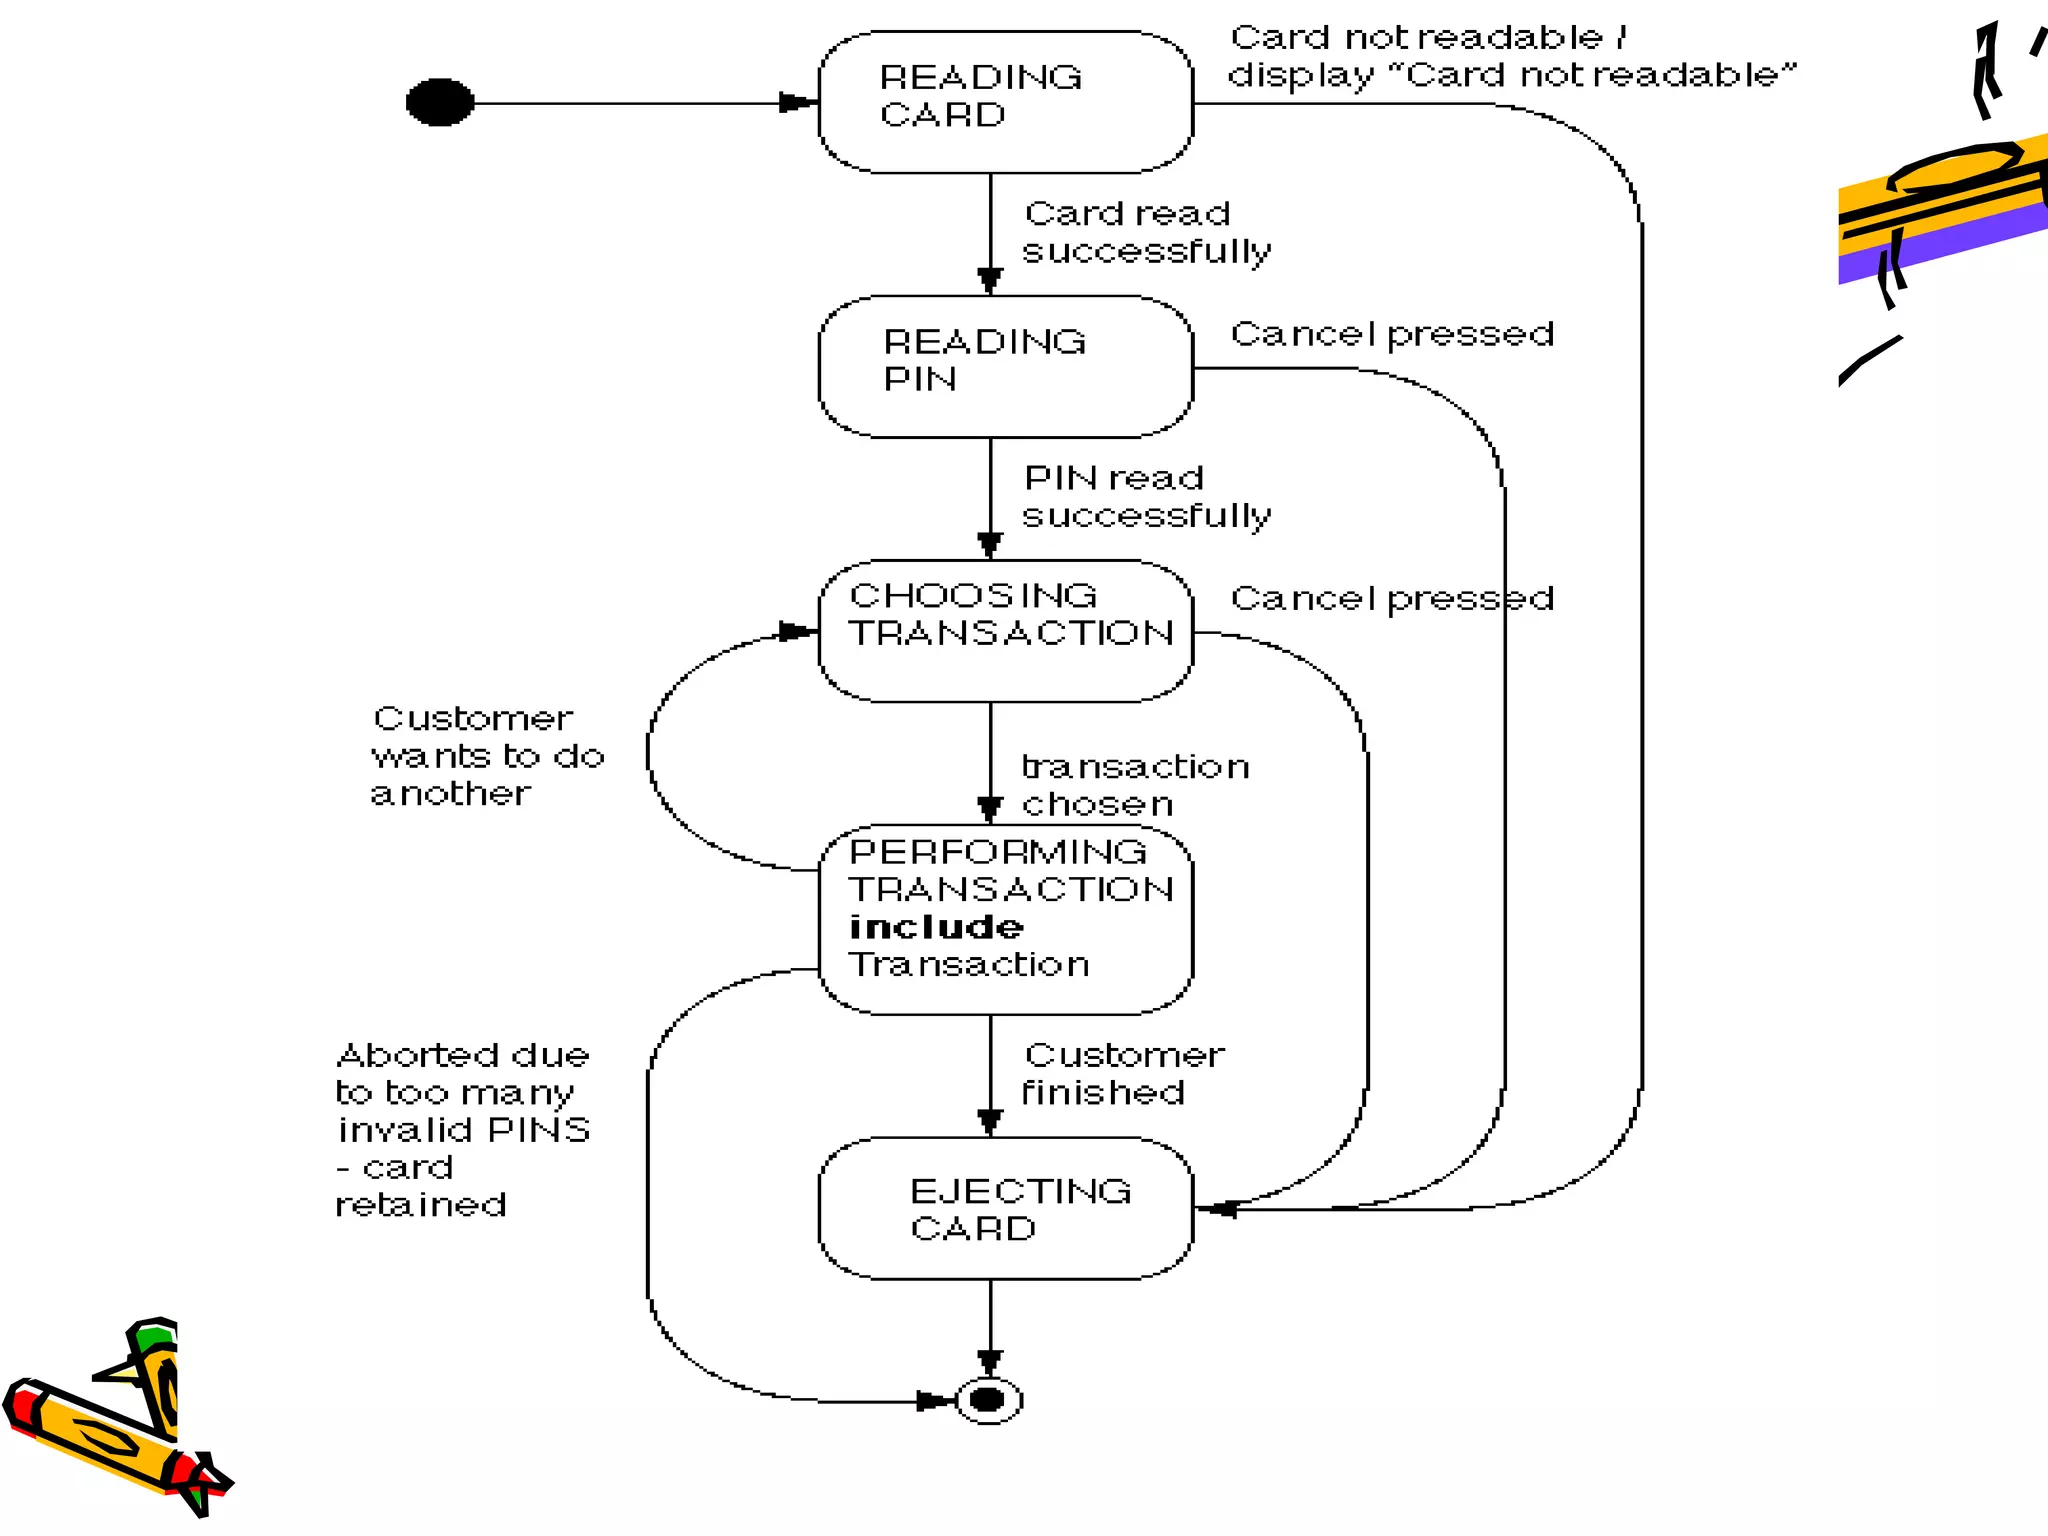 READING
CARD
Card not readable /
display "Card not readable"
Card read
successfully
READING
PIN
Cancel pressed
PIN read
successfully
CHOOSING
TRANSACTION
Cancel pressed
Customer
wants to do
another
transaction
chosen
PERFORMING
TRANSACTION
include
Transaction
Aborted due
to too many
invalid PINS
- card
retained
Customer
finished
EJECTING
CARD